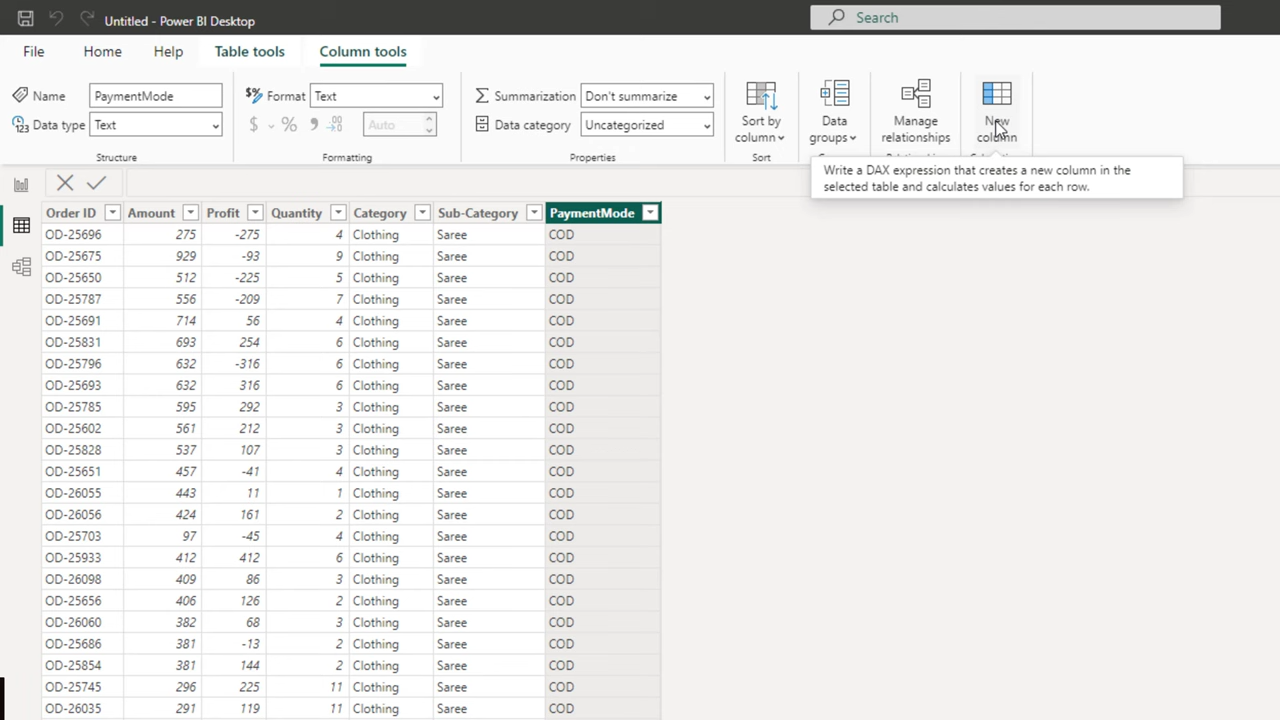 Untitled - Power BI Desktop
Search
File Home Help Table tools Column tools
Name PaymentMode
Data type Text
Structure
Format Text
$ % Auto
Formatting
Summarization Don't summarize
Data category Uncategorized
Properties
Sort by
column
Sort
Data
groups
Manage
relationships
New
column
Write a DAX expression that creates a new column in the
selected table and calculates values for each row.
Order ID Amount Profit Quantity Category Sub-Category PaymentMode
OD-25696 275 -275 4 Clothing Saree COD
OD-25675 929 -93 9 Clothing Saree COD
OD-25650 512 -225 5 Clothing Saree COD
OD-25787 556 -209 7 Clothing Saree COD
OD-25691 714 56 4 Clothing Saree COD
OD-25831 693 254 6 Clothing Saree COD
OD-25796 632 -316 6 Clothing Saree COD
OD-25693 632 316 6 Clothing Saree COD
OD-25785 595 292 3 Clothing Saree COD
OD-25602 561 212 3 Clothing Saree COD
OD-25828 537 107 3 Clothing Saree COD
OD-25651 457 -41 4 Clothing Saree COD
OD-26055 443 11 1 Clothing Saree COD
OD-26056 424 161 2 Clothing Saree COD
OD-25703 97 -45 4 Clothing Saree COD
OD-25933 412 412 6 Clothing Saree COD
OD-26098 409 86 3 Clothing Saree COD
OD-25656 406 126 2 Clothing Saree COD
OD-26060 382 68 3 Clothing Saree COD
OD-25686 381 -13 2 Clothing Saree COD
OD-25854 381 144 2 Clothing Saree COD
OD-25745 296 225 11 Clothing Saree COD
OD-26035 291 119 11 Clothing Saree COD